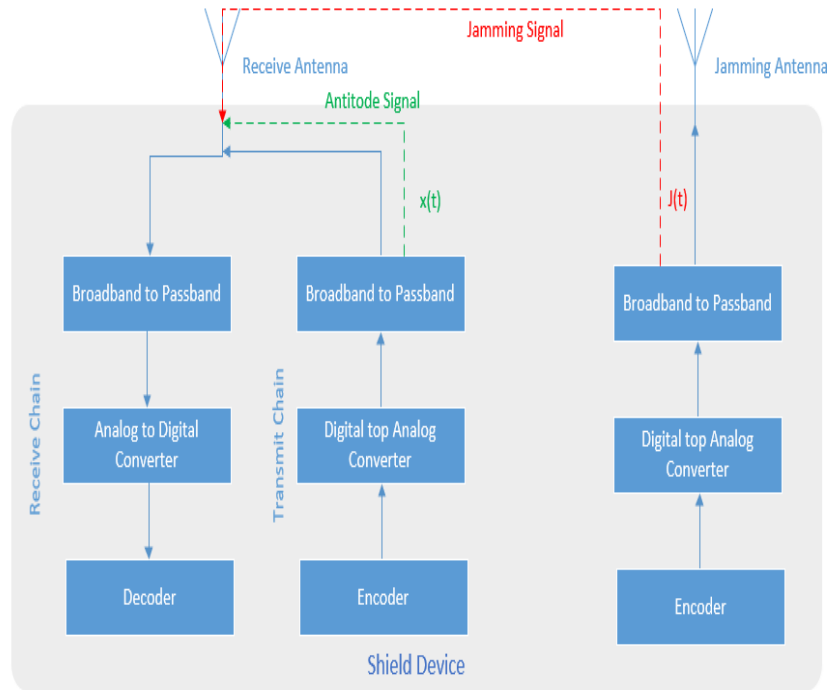 Jamming Signal
Receive Antenna
Jamming Antenna
Antitode Signal
x(t)
J(t)
Broadband to Passband
Broadband to Passband
Broadband to Passband
Receive Chain
Analog to Digital
Converter
Transmit Chain
Digital top Analog
Converter
Digital top Analog
Converter
Decoder
Encoder
Encoder
Shield Device